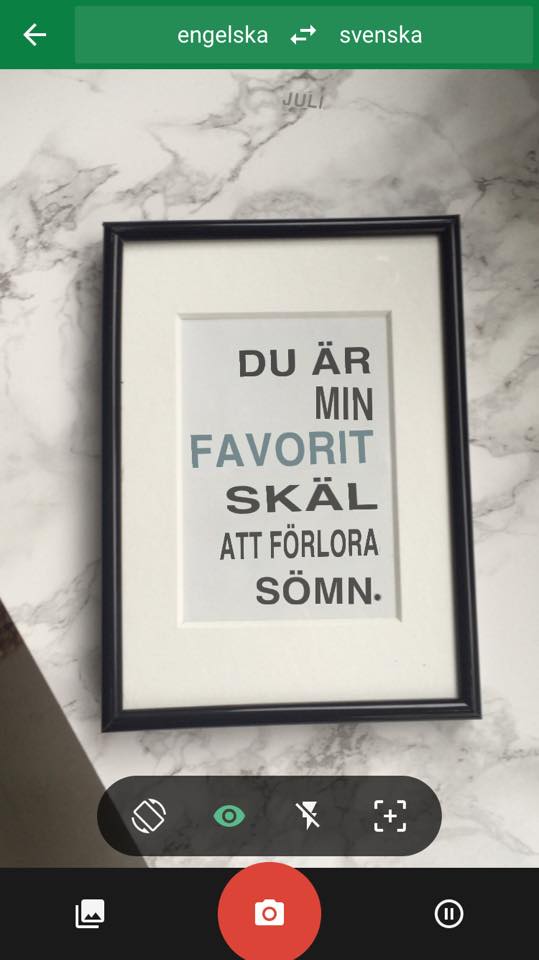 engelska svenska
JULI
DU ÄR
MIN
FAVORIT
SKÄL
ATT FÖRLORA
SÖMN.